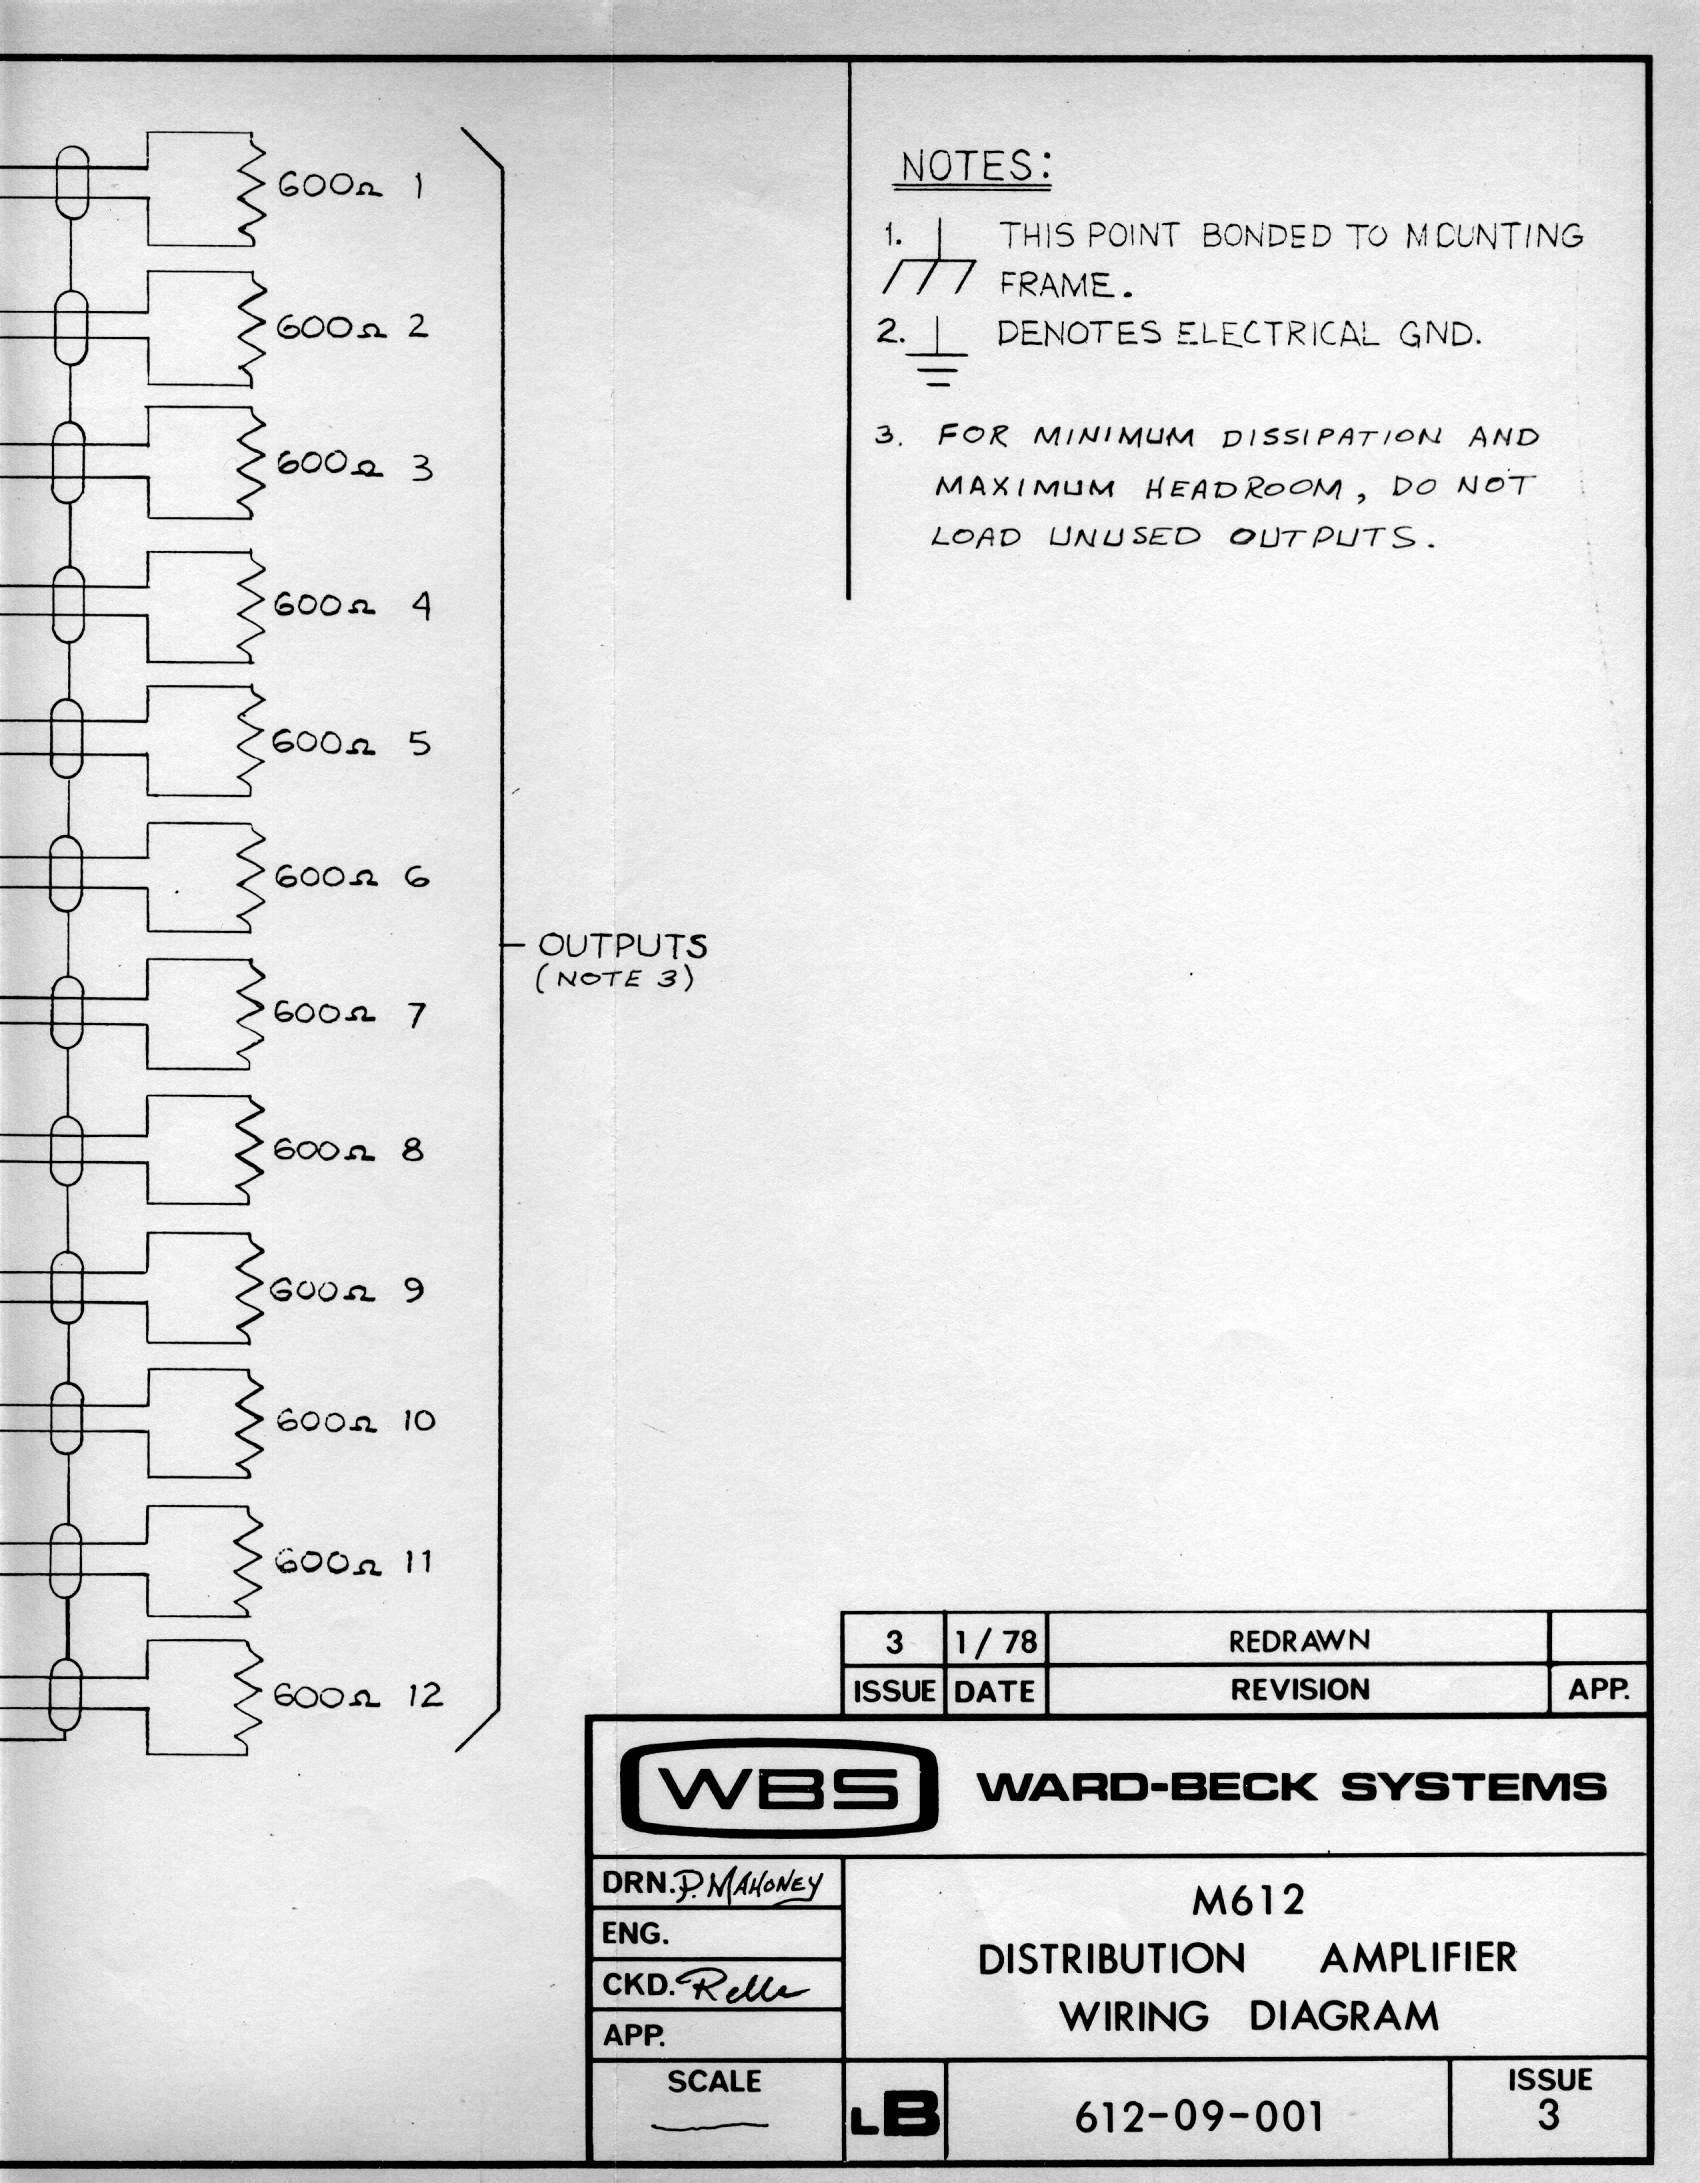 600Ω 1
600Ω 2
600Ω 3
600Ω 4
600Ω 5
600Ω 6
600Ω 7
600Ω 8
600Ω 9
600Ω 10
600Ω 11
600Ω 12
OUTPUTS
(NOTE 3)
NOTES:
1. THIS POINT BONDED TO MOUNTING
FRAME.
2. DENOTES ELECTRICAL GND.
3. FOR MINIMUM DISSIPATION AND
MAXIMUM HEADROOM, DO NOT
LOAD UNUSED OUTPUTS.
3 1/78 REDRAWN
ISSUE DATE REVISION APP.
WBS WARD-BECK SYSTEMS
DRN. P. MAHONEY
ENG.
CKD.
APP.
SCALE
M612
DISTRIBUTION AMPLIFIER
WIRING DIAGRAM
LB
612-09-001
ISSUE
3